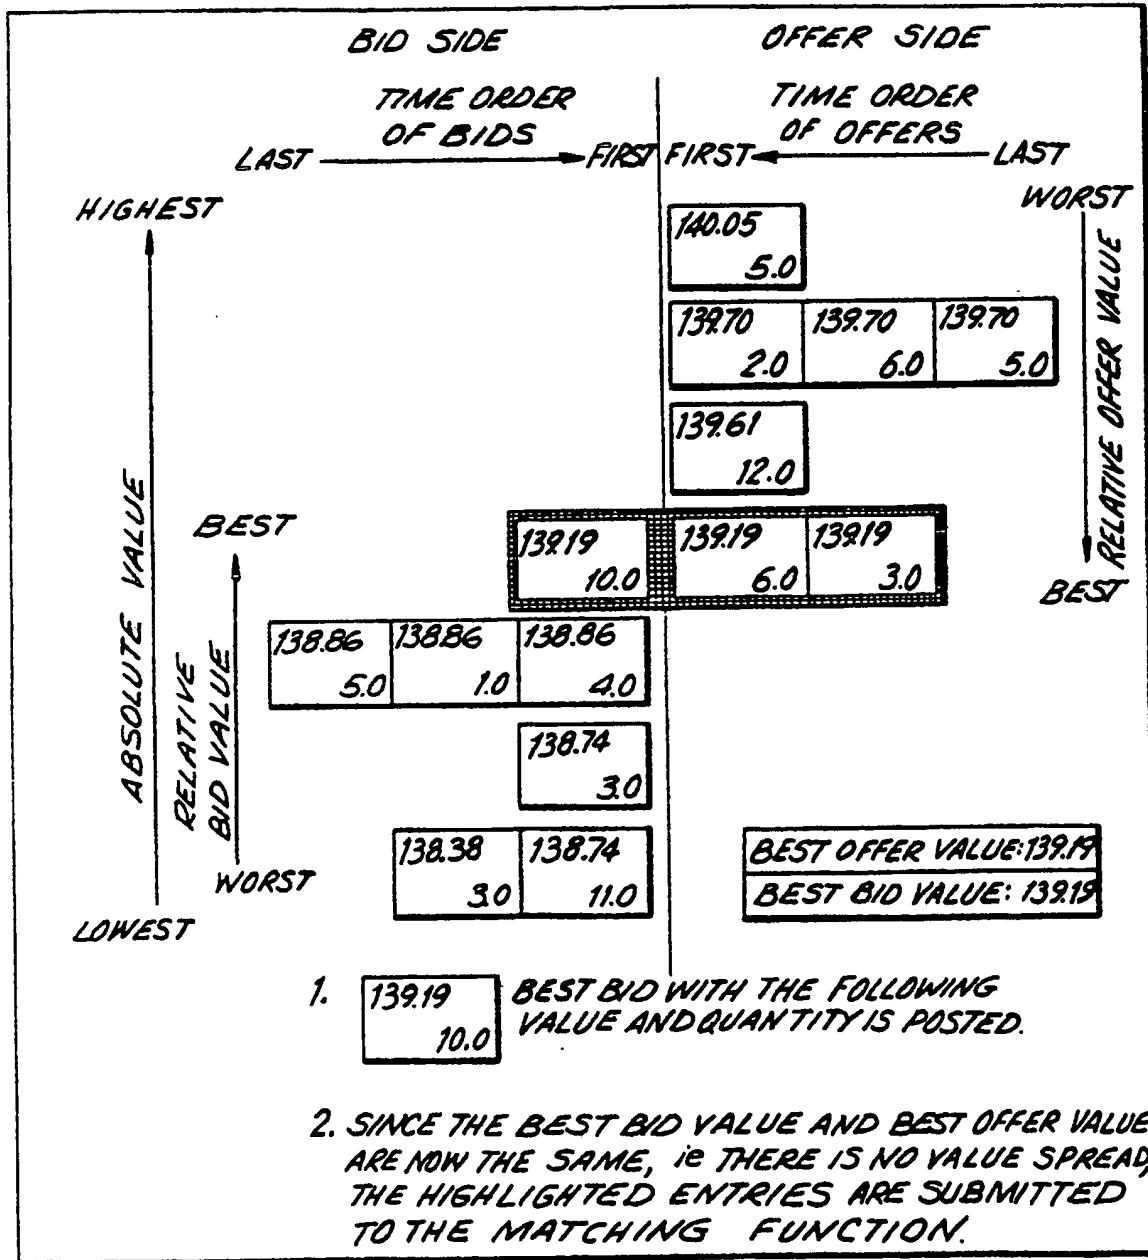 BID SIDE
OFFER SIDE
TIME ORDER
OF BIDS
TIME ORDER
OF OFFERS
LAST
FIRST
FIRST
LAST
HIGHEST
WORST
140.05
5.0
139.70
139.70
139.70
2.0
6.0
5.0
RELATIVE OFFER VALUE
139.61
12.0
ABSOLUTE VALUE
BEST
139.19
139.19
139.19
10.0
6.0
3.0
BEST
RELATIVE
BID VALUE
138.86
138.86
138.86
5.0
1.0
4.0
138.74
3.0
138.38
138.74
3.0
11.0
WORST
LOWEST
BEST OFFER VALUE: 139.19
BEST BID VALUE: 139.19
1. 139.19
10.0
BEST BID WITH THE FOLLOWING
VALUE AND QUANTITY IS POSTED.
2. SINCE THE BEST BID VALUE AND BEST OFFER VALUE
ARE NOW THE SAME, ie THERE IS NO VALUE SPREAD,
THE HIGHLIGHTED ENTRIES ARE SUBMITTED
TO THE MATCHING FUNCTION.